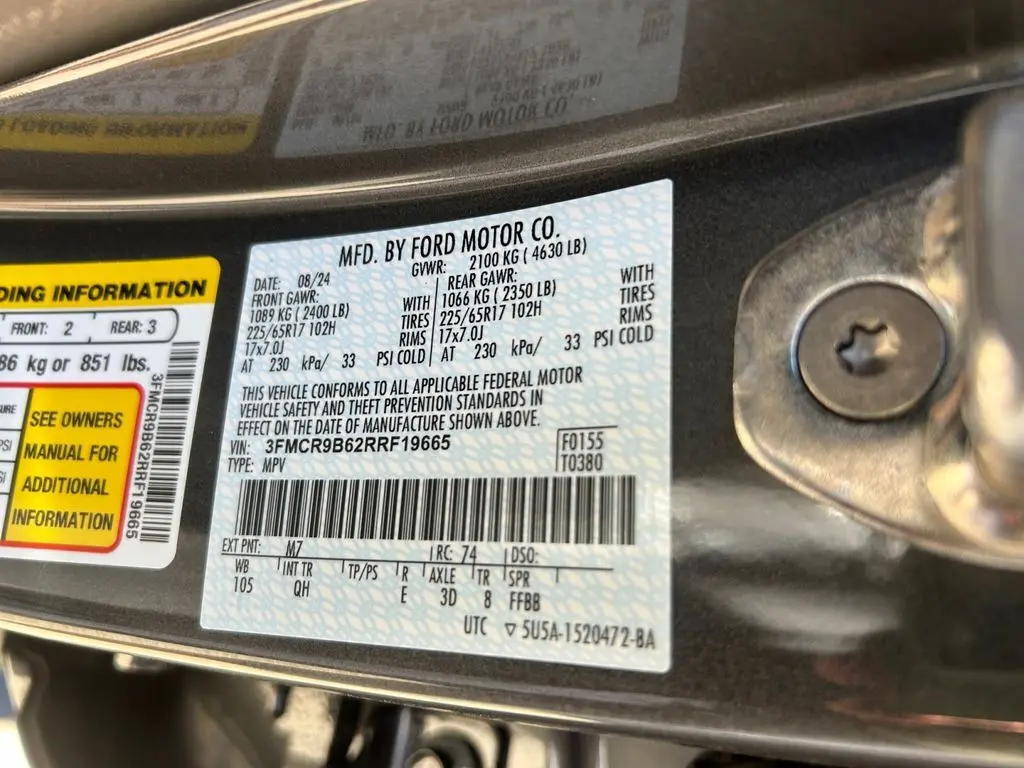 DING INFORMATION
FRONT: 2 REAR: 3
86 kg or 851 lbs.
SEE OWNERS
MANUAL FOR
ADDITIONAL
INFORMATION
3FMCR9B62RRF19665
MFD. BY FORD MOTOR CO.
DATE: 08/24 GVWR: 2100 KG ( 4630 LB)
FRONT GAWR: REAR GAWR:
1089 KG ( 2400 LB) WITH 1066 KG ( 2350 LB) WITH
225/65R17 102H TIRES 225/65R17 102H TIRES
17x7.0J RIMS 17x7.0J RIMS
AT 230 kPa/ 33 PSI COLD AT 230 kPa/ 33 PSI COLD
THIS VEHICLE CONFORMS TO ALL APPLICABLE FEDERAL MOTOR
VEHICLE SAFETY AND THEFT PREVENTION STANDARDS IN
EFFECT ON THE DATE OF MANUFACTURE SHOWN ABOVE.
VIN: 3FMCR9B62RRF19665 F0155
TYPE: MPV T0380
EXT PNT: M7 RC: 74 DSO:
WB INT TR TP/PS R AXLE TR SPR
105 QH E 3D 8 FFBB
UTC ▽ 5U5A-1520472-BA